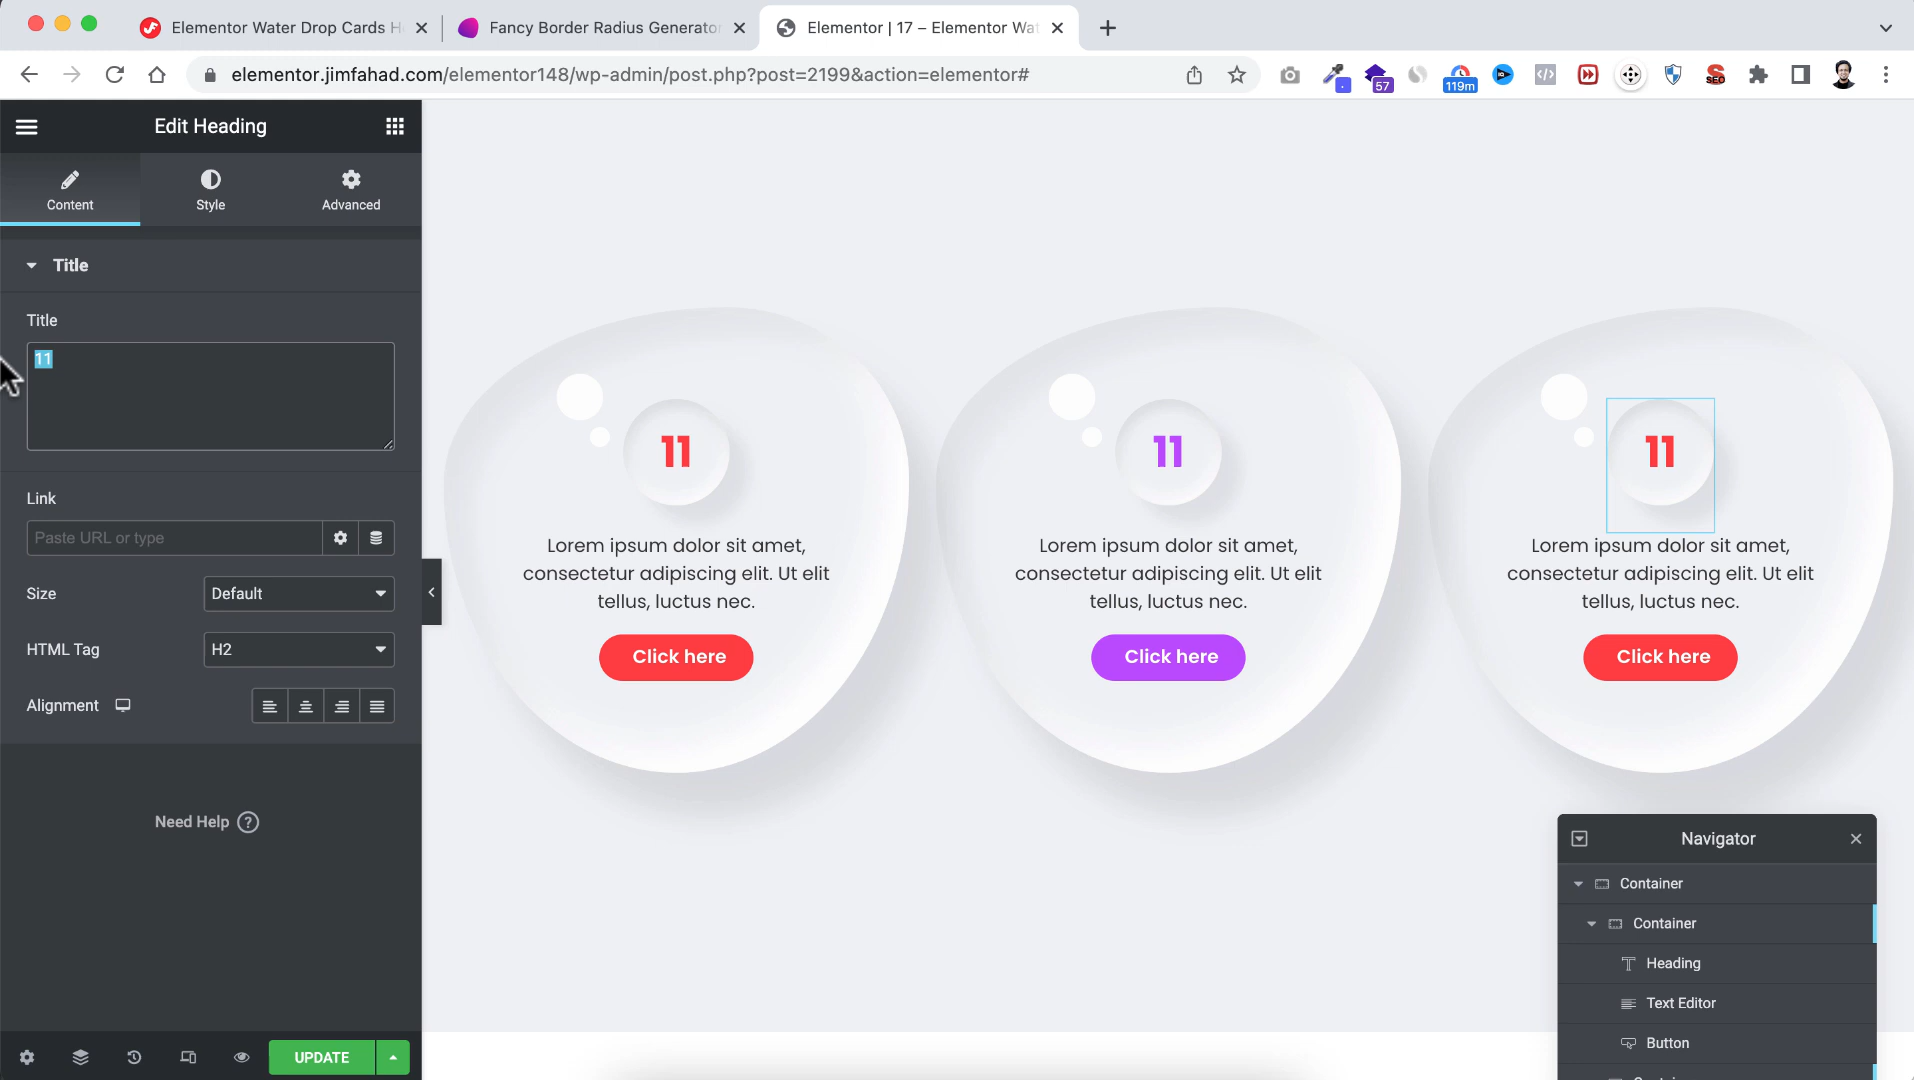 Elementor Water Drop Cards H
Fancy Border Radius Generator
Elementor | 17 – Elementor Wat
elementor.jimfahad.com/elementor148/wp-admin/post.php?post=2199&action=elementor#
57
119m
SEO
Edit Heading
Content
Style
Advanced
Title
Title
11
Link
Paste URL or type
Size
Default
HTML Tag
H2
Alignment
Need Help ?
UPDATE
11
Lorem ipsum dolor sit amet,
consectetur adipiscing elit. Ut elit
tellus, luctus nec.
Click here
11
Lorem ipsum dolor sit amet,
consectetur adipiscing elit. Ut elit
tellus, luctus nec.
Click here
11
Lorem ipsum dolor sit amet,
consectetur adipiscing elit. Ut elit
tellus, luctus nec.
Click here
Navigator
Container
Container
Heading
Text Editor
Button